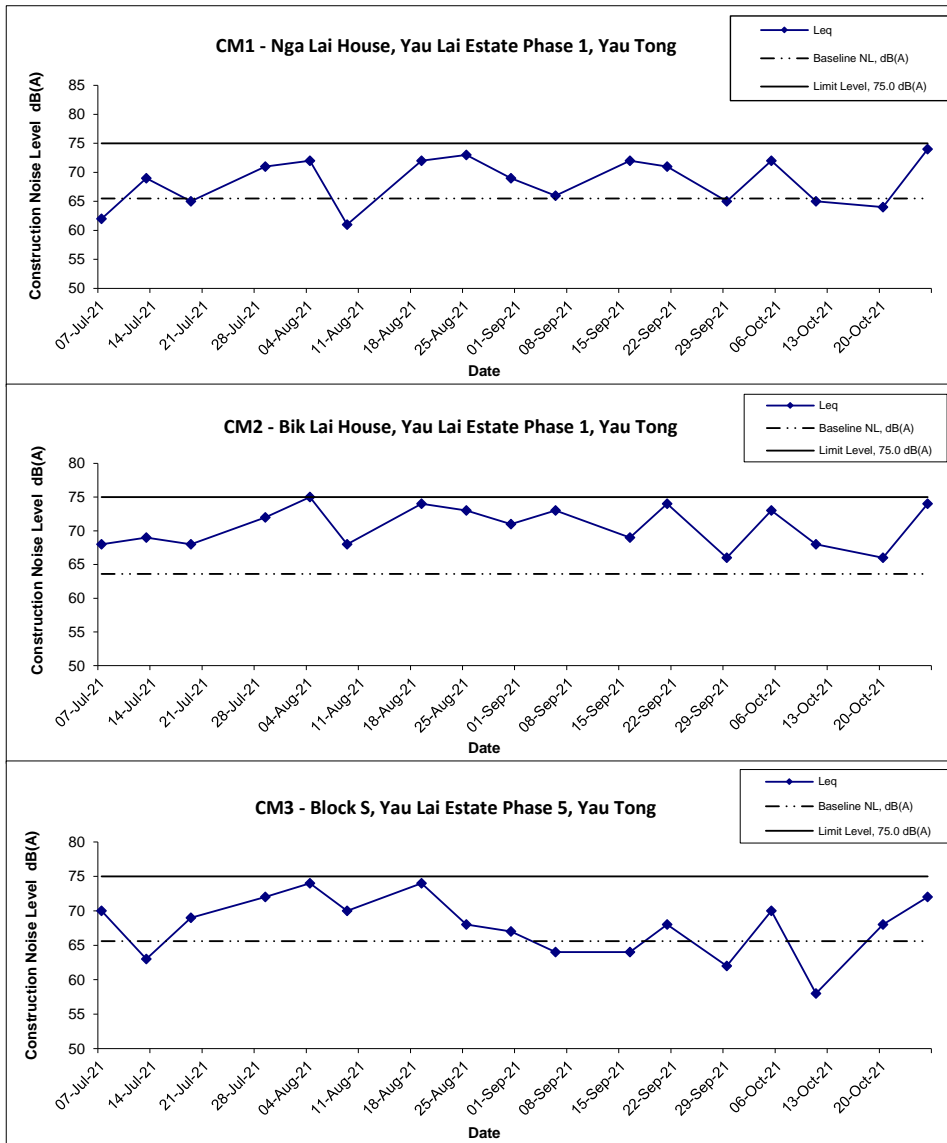 CM1 - Nga Lai House, Yau Lai Estate Phase 1, Yau Tong
Leq
Baseline NL, dB(A)
Limit Level, 75.0 dB(A)
Construction Noise Level dB(A)
85
80
75
70
65
60
55
50
07-Jul-21
14-Jul-21
21-Jul-21
28-Jul-21
04-Aug-21
11-Aug-21
18-Aug-21
25-Aug-21
01-Sep-21
08-Sep-21
15-Sep-21
22-Sep-21
29-Sep-21
06-Oct-21
13-Oct-21
20-Oct-21
Date
CM2 - Bik Lai House, Yau Lai Estate Phase 1, Yau Tong
Leq
Baseline NL, dB(A)
Limit Level, 75.0 dB(A)
Construction Noise Level dB(A)
80
75
70
65
60
55
50
07-Jul-21
14-Jul-21
21-Jul-21
28-Jul-21
04-Aug-21
11-Aug-21
18-Aug-21
25-Aug-21
01-Sep-21
08-Sep-21
15-Sep-21
22-Sep-21
29-Sep-21
06-Oct-21
13-Oct-21
20-Oct-21
Date
CM3 - Block S, Yau Lai Estate Phase 5, Yau Tong
Leq
Baseline NL, dB(A)
Limit Level, 75.0 dB(A)
Construction Noise Level dB(A)
80
75
70
65
60
55
50
07-Jul-21
14-Jul-21
21-Jul-21
28-Jul-21
04-Aug-21
11-Aug-21
18-Aug-21
25-Aug-21
01-Sep-21
08-Sep-21
15-Sep-21
22-Sep-21
29-Sep-21
06-Oct-21
13-Oct-21
20-Oct-21
Date